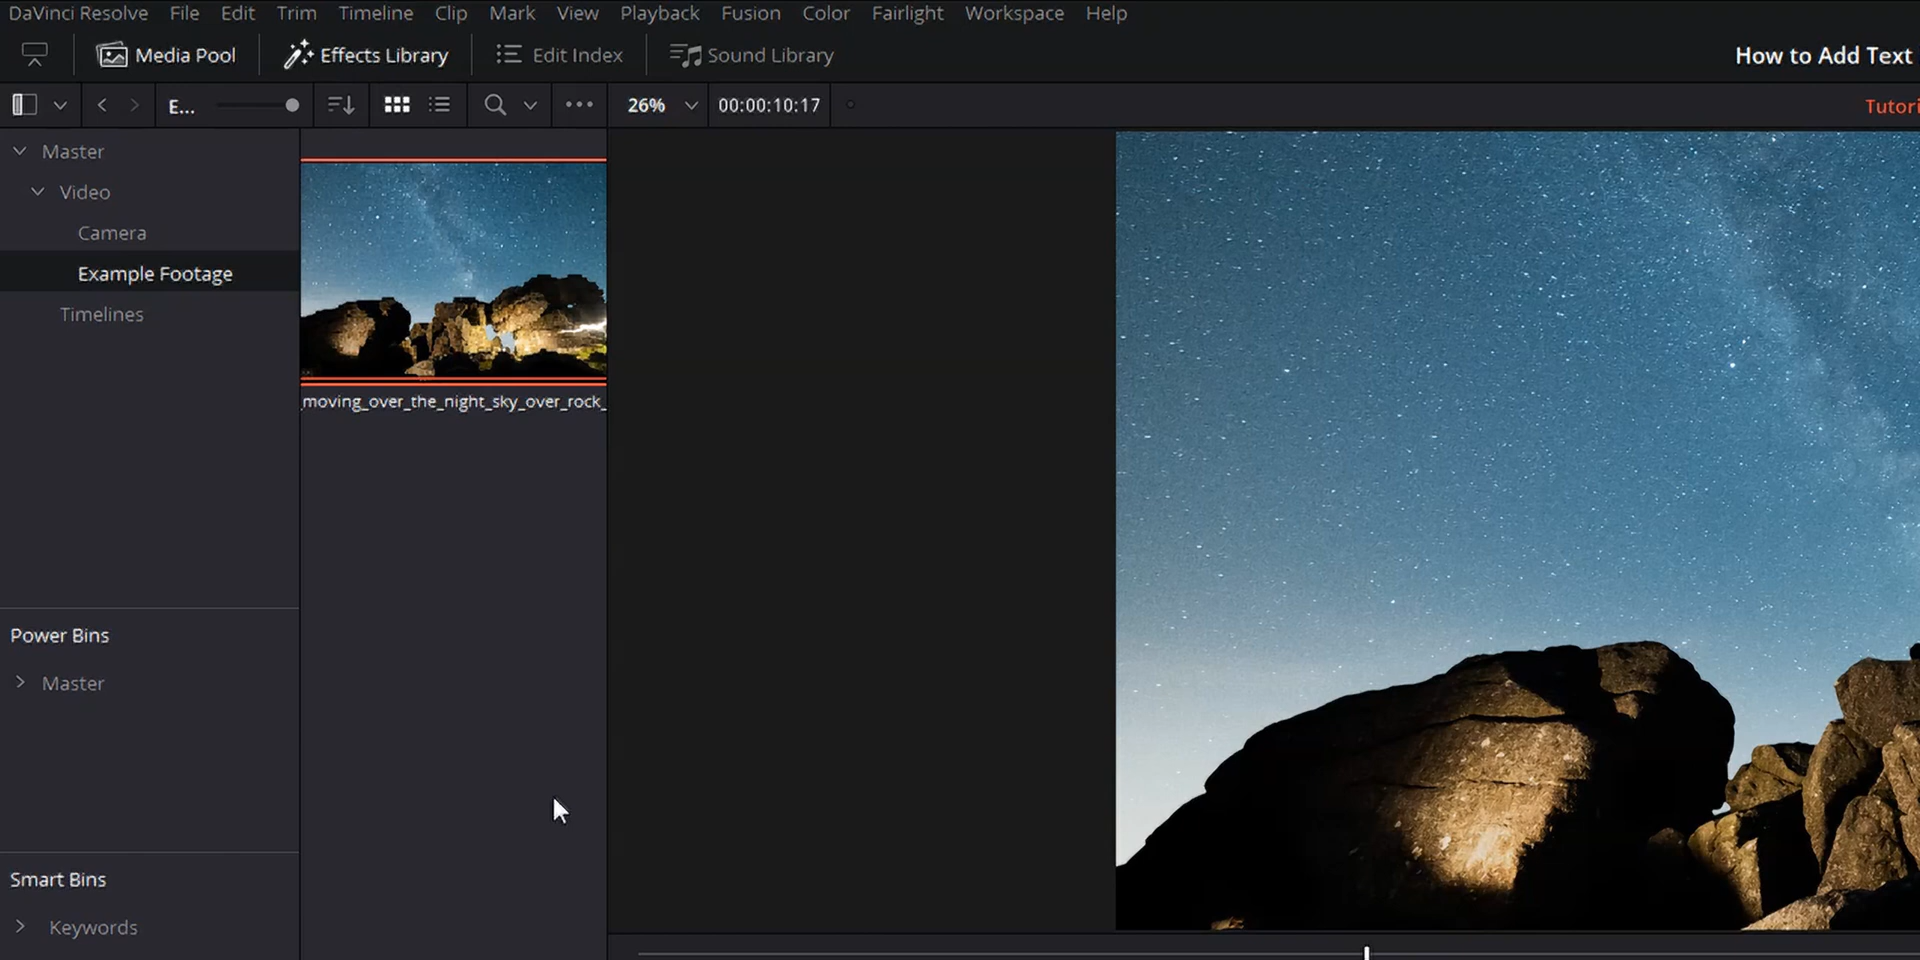 DaVinci Resolve File Edit Trim Timeline Clip Mark View Playback Fusion Color Fairlight Workspace Help
Media Pool Effects Library Edit Index Sound Library How to Add Text
E... 26% 00:00:10:17 Tutori
Master
Video
Camera
Example Footage
Timelines
_moving_over_the_night_sky_over_rock_
Power Bins
Master
Smart Bins
Keywords